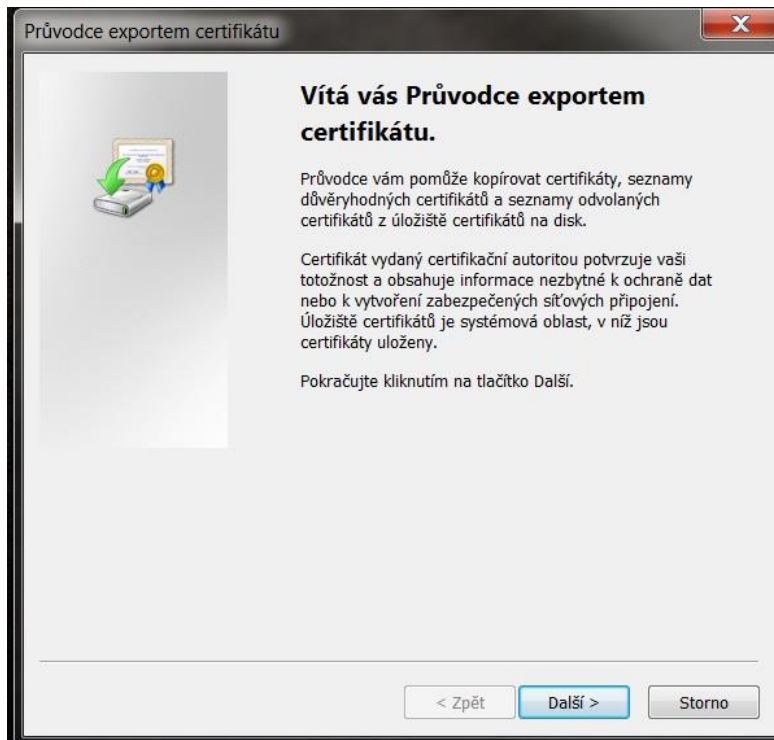 Průvodce exportem certifikátu
X
Vítá vás Průvodce exportem
certifikátu.
Průvodce vám pomůže kopírovat certifikáty, seznamy
důvěryhodných certifikátů a seznamy odvolaných
certifikátů z úložiště certifikátů na disk.
Certifikát vydaný certifikační autoritou potvrzuje vaši
totožnost a obsahuje informace nezbytné k ochraně dat
nebo k vytvoření zabezpečených síťových připojení.
Úložiště certifikátů je systémová oblast, v níž jsou
certifikáty uloženy.
Pokračujte kliknutím na tlačítko Další.
< Zpět Další > Storno